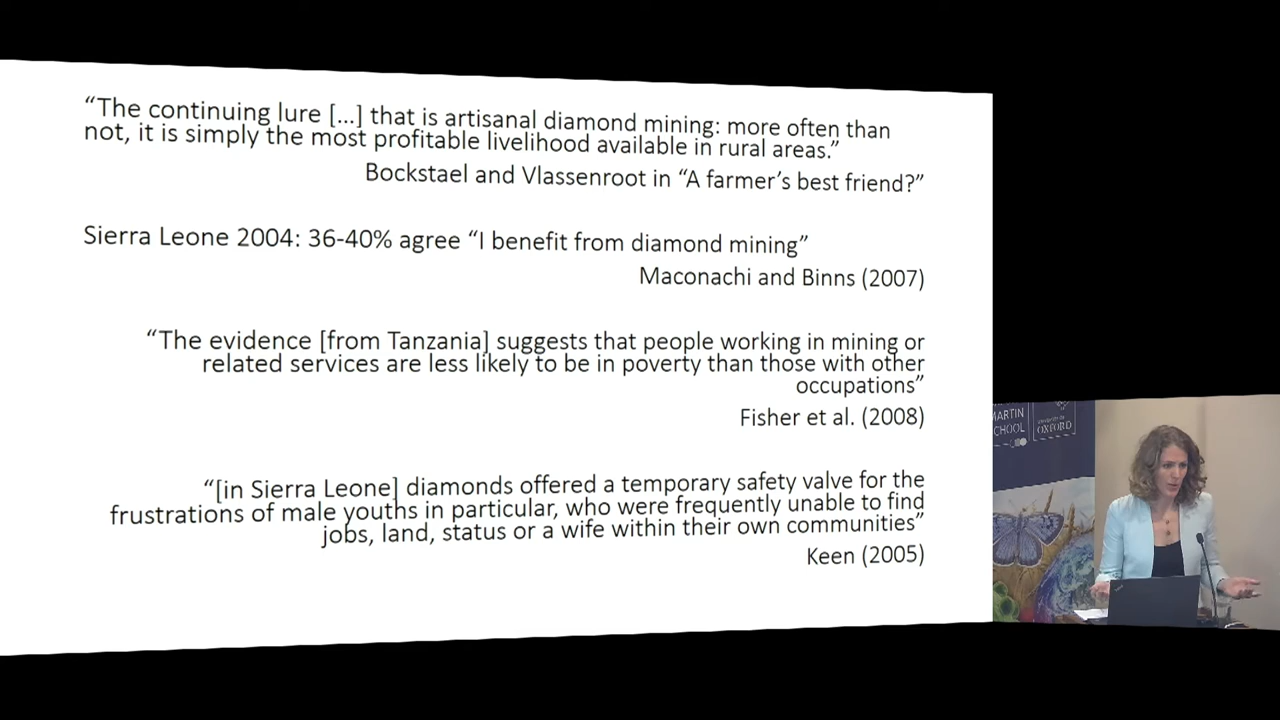 “The continuing lure [...] that is artisanal diamond mining: more often than
not, it is simply the most profitable livelihood available in rural areas.”
Bockstael and Vlassenroot in “A farmer’s best friend?”
Sierra Leone 2004: 36-40% agree “I benefit from diamond mining”
Maconachi and Binns (2007)
“The evidence [from Tanzania] suggests that people working in mining or
related services are less likely to be in poverty than those with other
occupations”
Fisher et al. (2008)
“[in Sierra Leone] diamonds offered a temporary safety valve for the
frustrations of male youths in particular, who were frequently unable to find
jobs, land, status or a wife within their own communities”
Keen (2005)
MARTIN
SCHOOL
UNIVERSITY OF
OXFORD